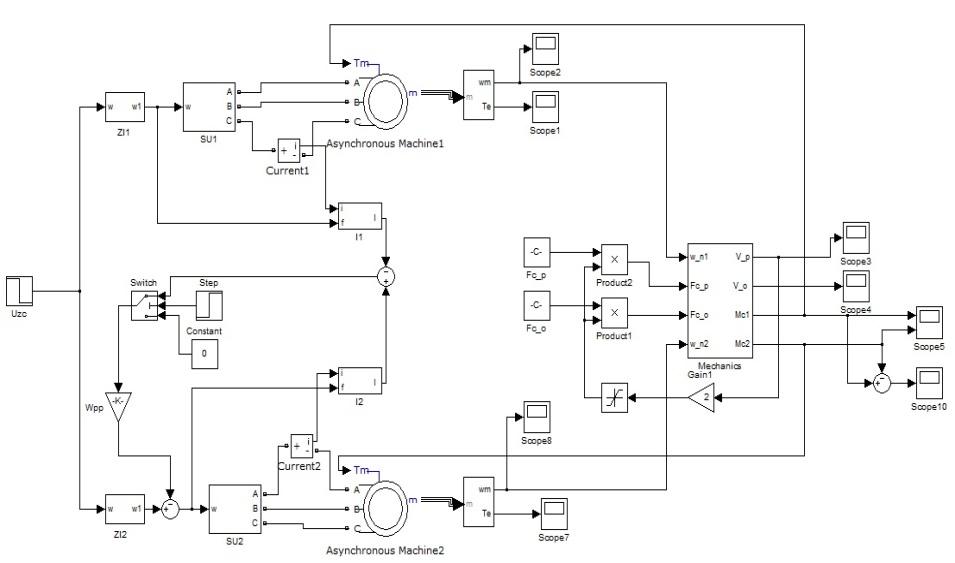 Tm
Scope2
w
w1
ZI1
w
A
B
C
SU1
A
B
C
m
m
wm
Te
Scope1
Asynchronous Machine1
+
i
-
Current1
i
f
I
I1
Uzc
Switch
Step
Constant
0
-
+
-C-
Fc_p
×
Product2
-C-
Fc_o
×
Product1
w_n1
Fc_p
Fc_o
w_n2
V_p
V_o
Mc1
Mc2
Mechanics
Scope3
Scope4
Scope5
Scope10
+
-
Gain1
2
Wpp
-K-
i
f
I
I2
+
i
-
Current2
Scope8
w
w1
ZI2
+
-
w
A
B
C
SU2
Tm
A
B
C
m
m
wm
Te
Scope7
Asynchronous Machine2